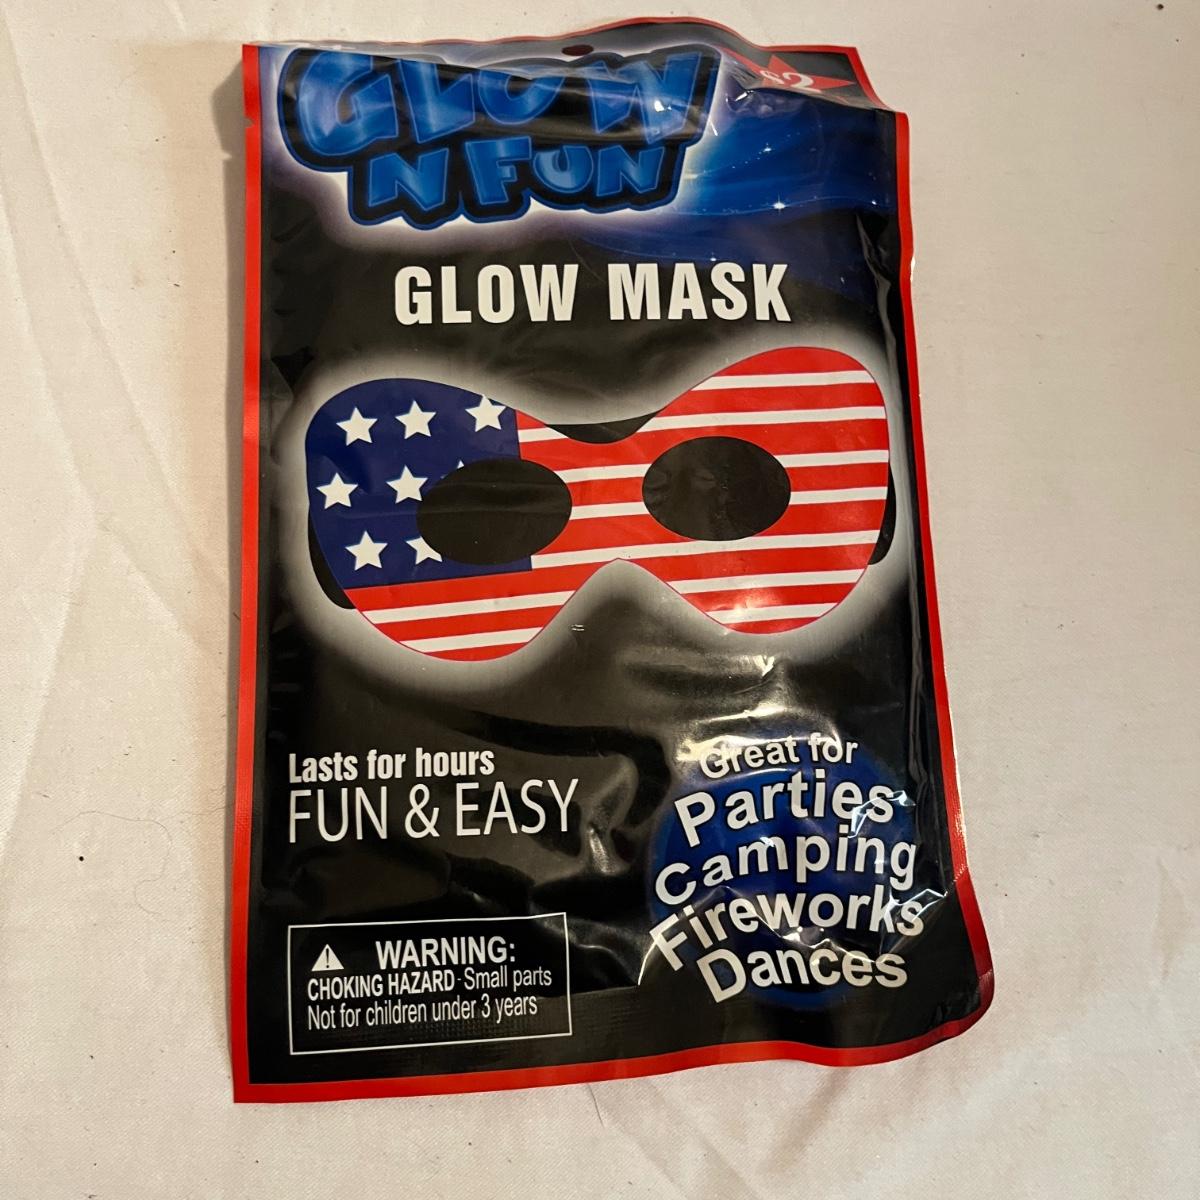 GLOW
N FUN
$2
GLOW MASK
Lasts for hours
FUN & EASY
Great for
Parties
Camping
Fireworks
Dances
WARNING:
CHOKING HAZARD - Small parts
Not for children under 3 years